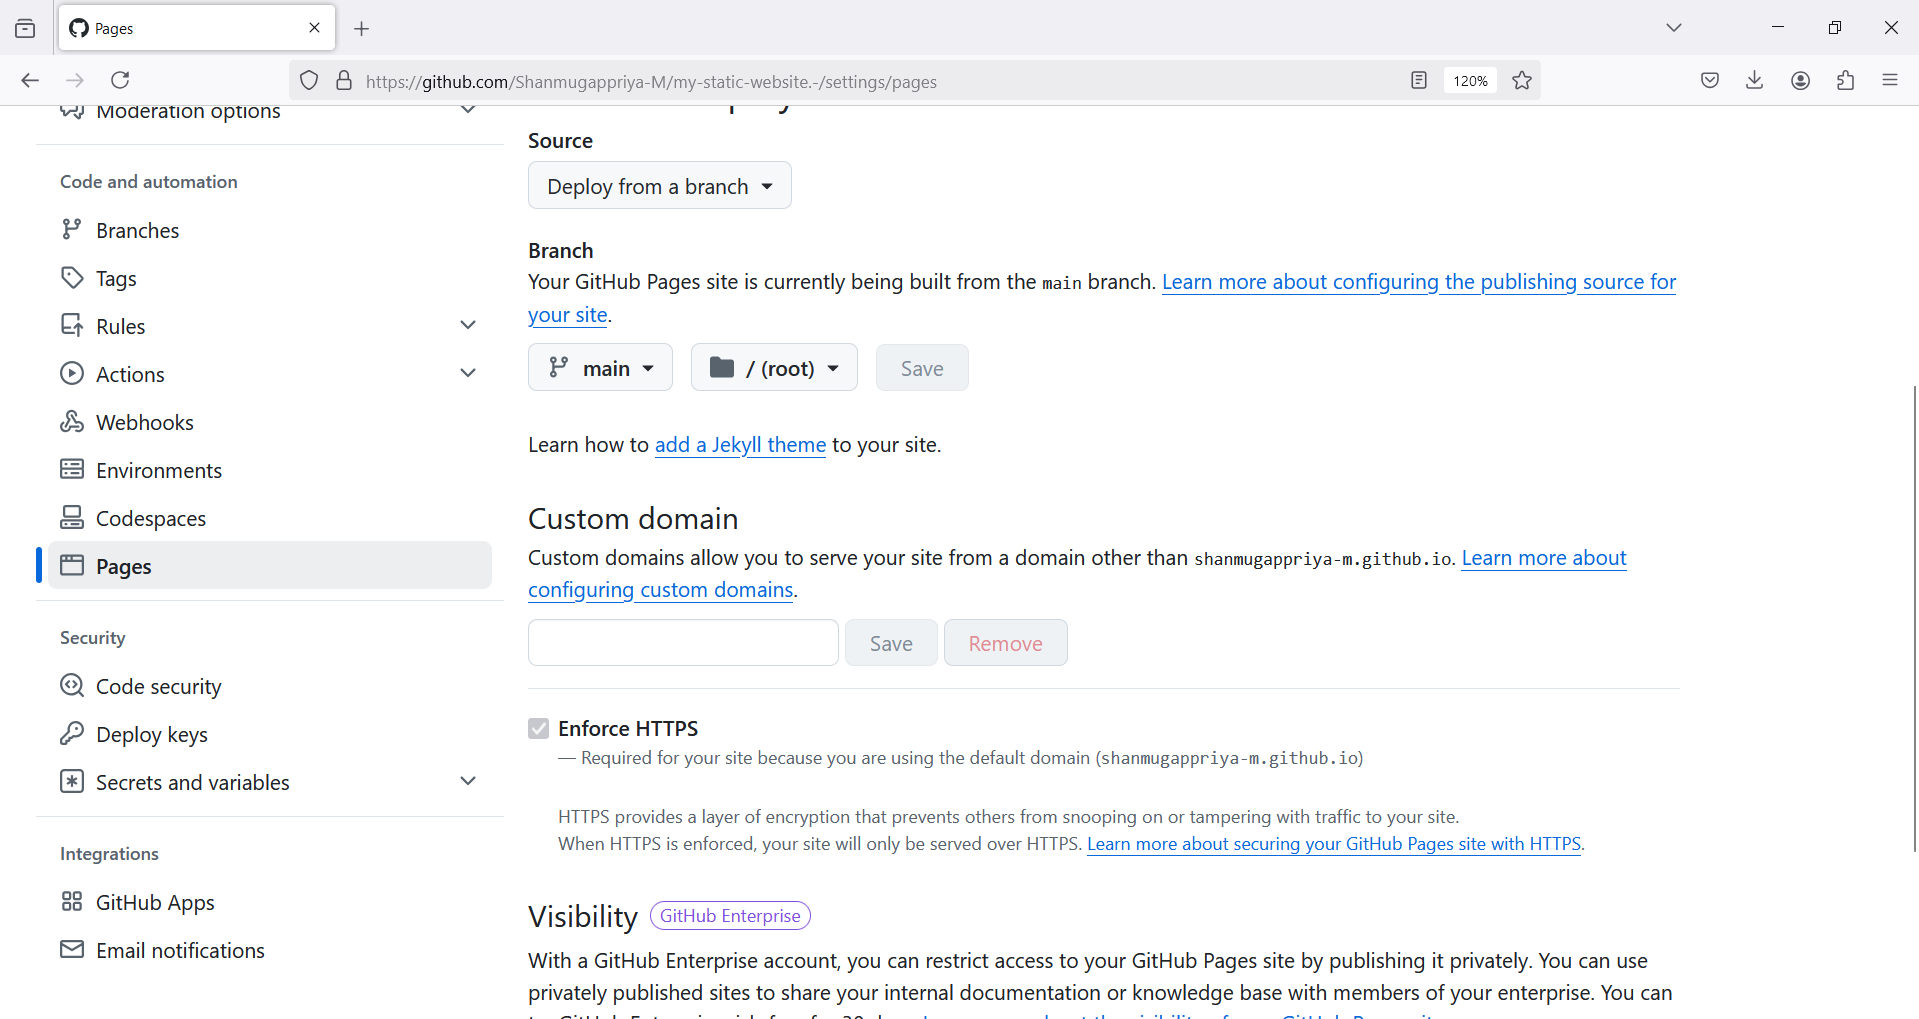 Pages
https://github.com/Shanmugappriya-M/my-static-website.-/settings/pages
120%
Moderation options
Code and automation
Branches
Tags
Rules
Actions
Webhooks
Environments
Codespaces
Pages
Security
Code security
Deploy keys
Secrets and variables
Integrations
GitHub Apps
Email notifications
Source
Deploy from a branch
Branch
Your GitHub Pages site is currently being built from the main branch. Learn more about configuring the publishing source for
your site.
main
/ (root)
Save
Learn how to add a Jekyll theme to your site.
Custom domain
Custom domains allow you to serve your site from a domain other than shanmugappriya-m.github.io. Learn more about
configuring custom domains.
Save
Remove
Enforce HTTPS
— Required for your site because you are using the default domain (shanmugappriya-m.github.io)
HTTPS provides a layer of encryption that prevents others from snooping on or tampering with traffic to your site.
When HTTPS is enforced, your site will only be served over HTTPS. Learn more about securing your GitHub Pages site with HTTPS.
Visibility
GitHub Enterprise
With a GitHub Enterprise account, you can restrict access to your GitHub Pages site by publishing it privately. You can use
privately published sites to share your internal documentation or knowledge base with members of your enterprise. You can